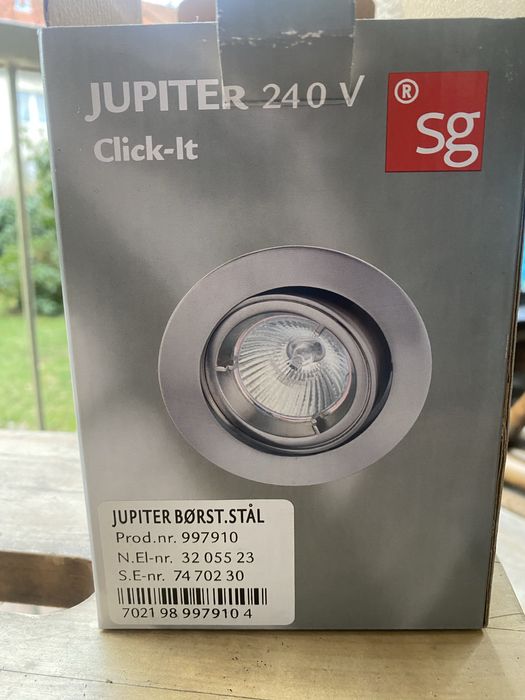 JUPITER 240 V
®
sg
Click-It
JUPITER BØRST.STÅL
Prod.nr. 997910
N.El-nr. 32 055 23
S.E-nr. 74 702 30
7021 98 997910 4